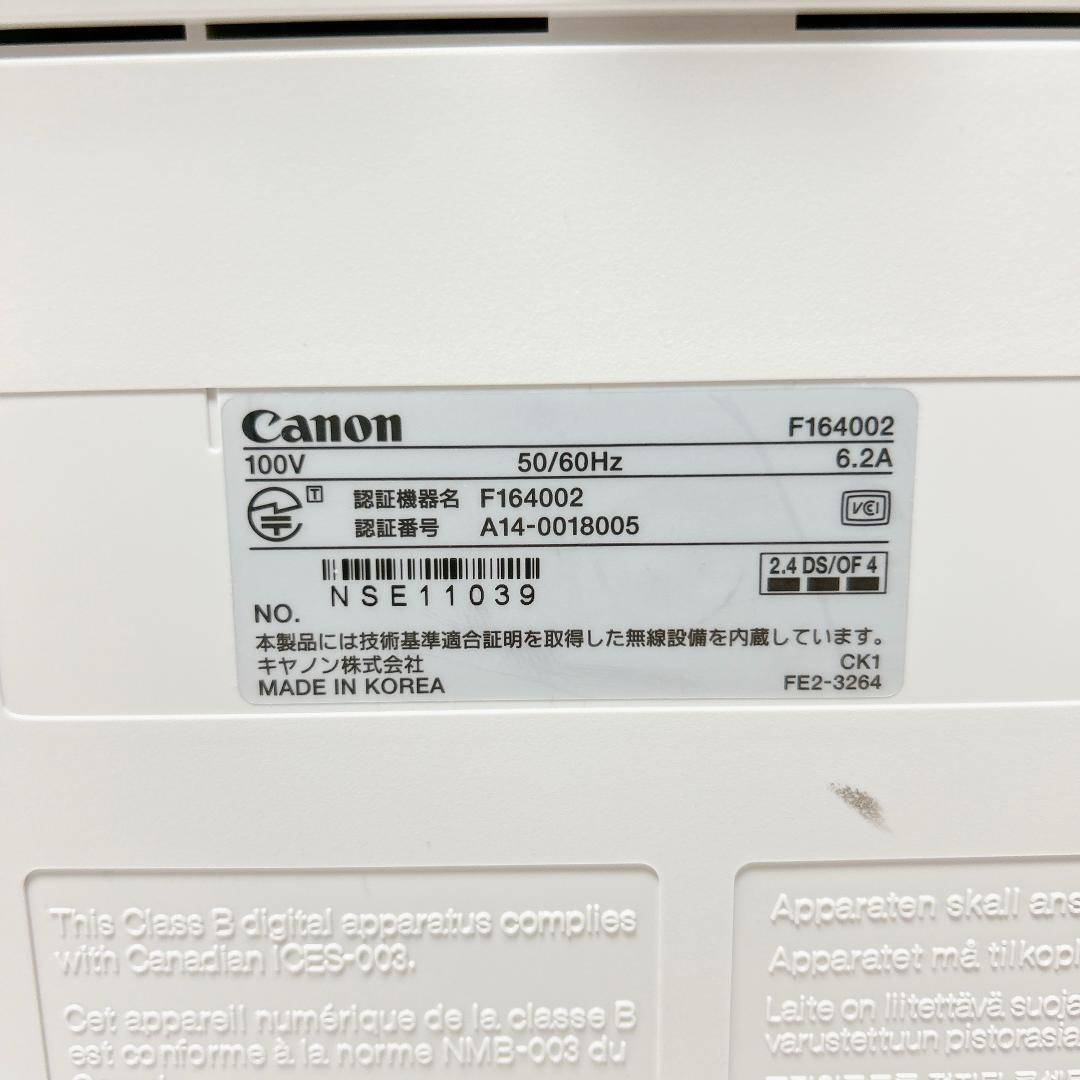 Canon F164002
100V 50/60Hz 6.2A
T 認証機器名 F164002
認証番号 A14-0018005
VCI
2.4 DS/OF 4
NSE11039
NO.
本製品には技術基準適合証明を取得した無線設備を内蔵しています。
キヤノン株式会社 CK1
MADE IN KOREA FE2-3264
This Class B digital apparatus complies
with Canadian ICES-003.
Cet appareil numérique de la classe B
est conforme à la norme NMB-003 du
Apparaten skall ans
Apparatet må tilkopl
Laite on liitettävä suoja
varustettuun pistorasia